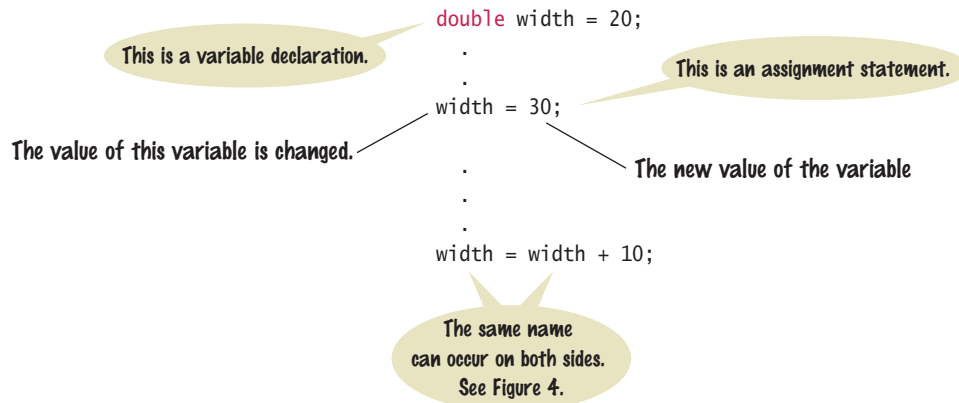 double width = 20;
This is a variable declaration.
.
.
This is an assignment statement.
width = 30;
The value of this variable is changed.
The new value of the variable
.
.
.
width = width + 10;
The same name
can occur on both sides.
See Figure 4.